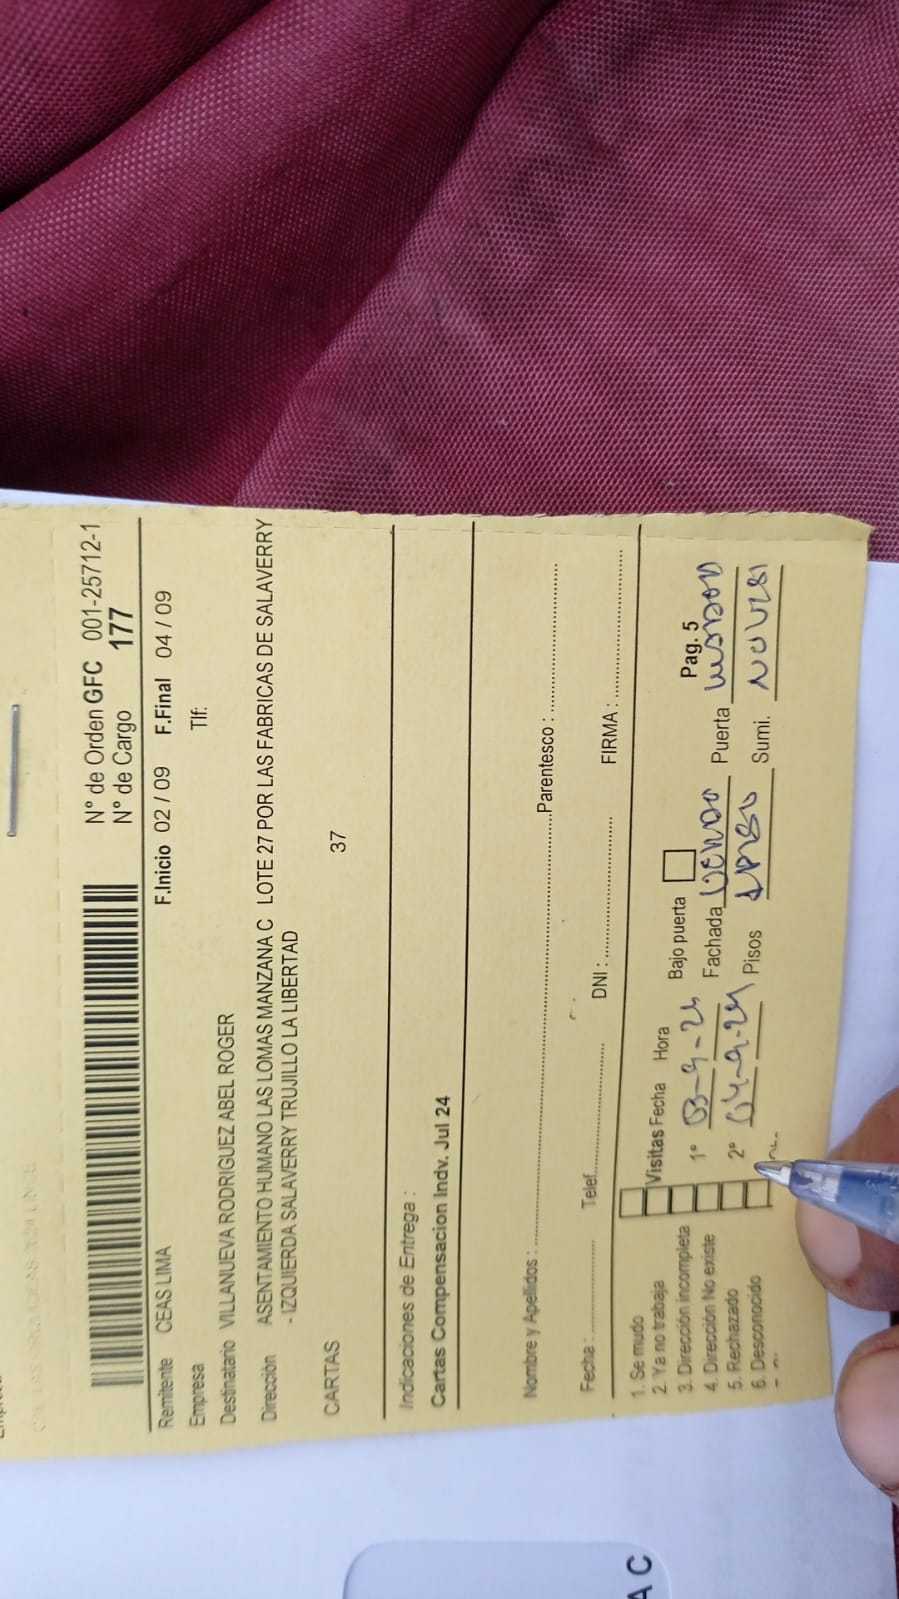 N° de Orden GFC 001-25712-1
N° de Cargo 177
Remitente CEAS LIMA F.Inicio 02 / 09 F.Final 04 / 09
Empresa Tlf:
Destinatario VILLANUEVA RODRIGUEZ ABEL ROGER
Dirección ASENTAMIENTO HUMANO LAS LOMAS MANZANA C LOTE 27 POR LAS FABRICAS DE SALAVERRY
- IZQUIERDA SALAVERRY TRUJILLO LA LIBERTAD
CARTAS 37
Indicaciones de Entrega :
Cartas Compensacion Indv. Jul 24
Nombre y Apellidos : Parentesco :
Fecha : Telef. DNI : FIRMA :
1. Se mudo
2. Ya no trabaja Visitas Fecha Hora Bajo puerta Pag. 5
3. Dirección incompleta 1° 03-9-24 Fachada Puerta
4. Dirección No existe
5. Rechazado 2° 04-9-24 Pisos Sumi.
6. Desconocido
A C